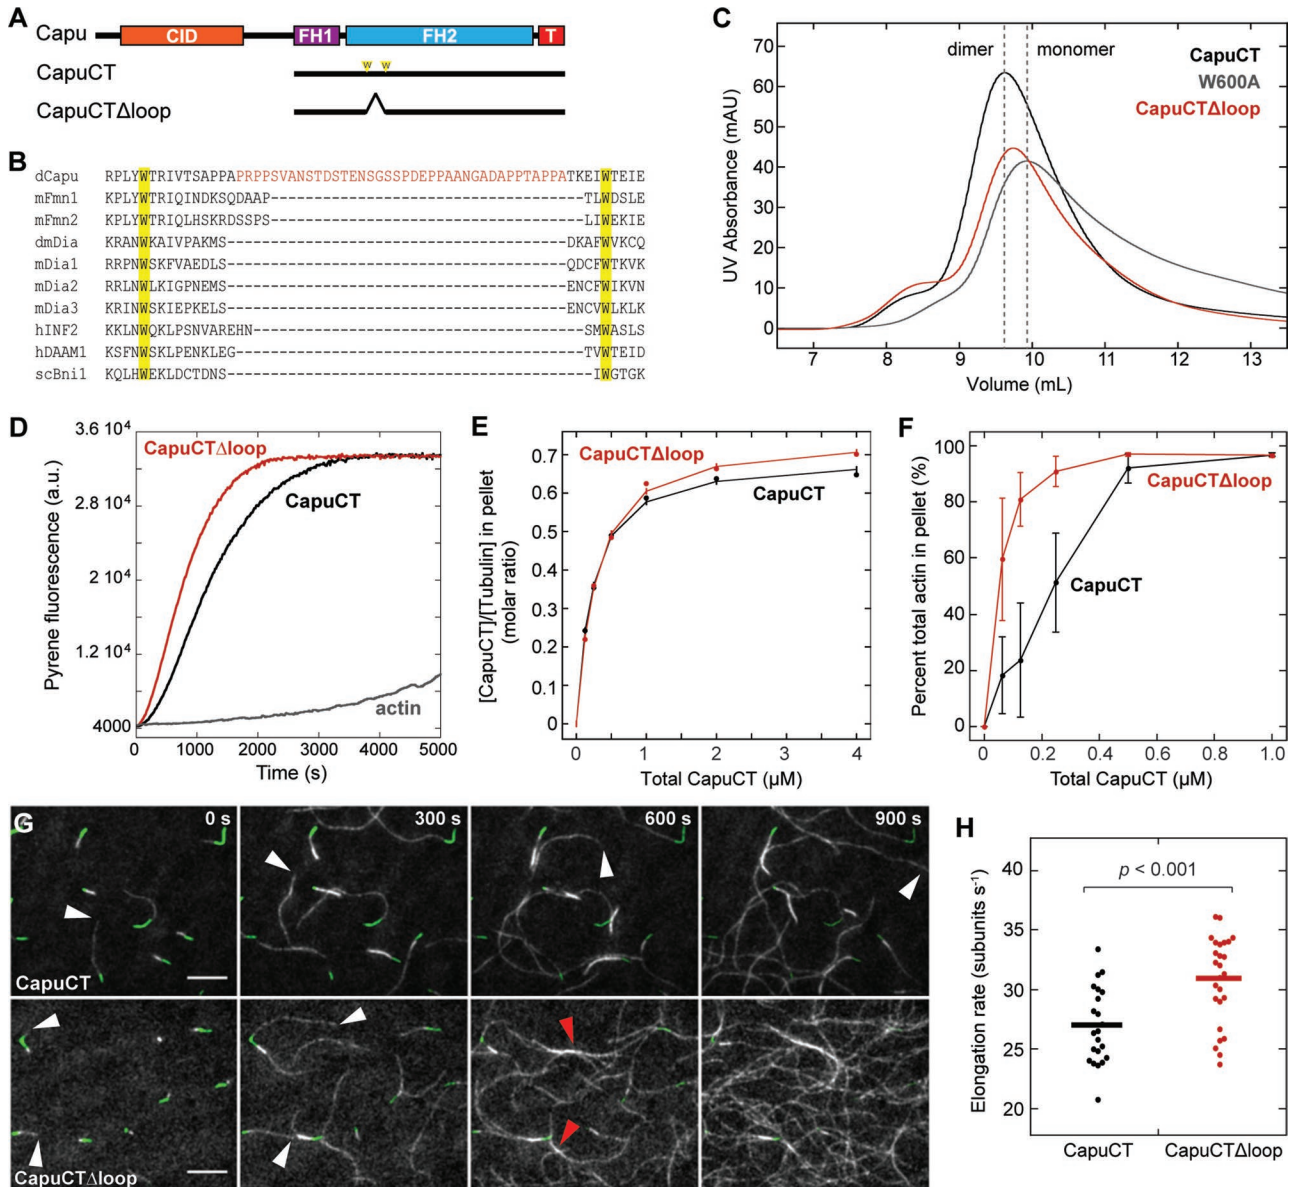 A
Capu CID FH1 FH2 T
CapuCT W W
CapuCTΔloop
B
dCapu RPLYWTRIVTSAPPAPRPPSVANSTDSTENSGSSPDEPPAANGADAPPTAPPATKEIWTEIE
mFmn1 KPLYWTRIQINDKSQDAAP------------------------------------TLWDSLE
mFmn2 KPLYWTRIQLHSKRDSSPS------------------------------------LIWEKIE
dmDia KRANWKAIVPAKMS---------------------------------------DKAFWVKCQ
mDia1 RRPNWSKFVAEDLS---------------------------------------QDCFWTKVK
mDia2 RRLNWLKIGPNEMS---------------------------------------ENCFWIKVN
mDia3 KRINWSKIEPKELS---------------------------------------ENCVWLKLK
hINF2 KKLNWQKLPSNVAREHN--------------------------------------SMWASLS
hDAAM1 KSFNWSKLPENKLEG----------------------------------------TVWTEID
scBni1 KQLHWEKLDCTDNS------------------------------------------IWGTGK
C
dimer monomer
CapuCT
W600A
CapuCTΔloop
UV Absorbance (mAU)
70
60
50
40
30
20
10
0
7 8 9 10 11 12 13
Volume (mL)
D
Pyrene fluorescence (a.u.)
3.6 10⁴
2.8 10⁴
2 10⁴
1.2 10⁴
4000
CapuCTΔloop
CapuCT
actin
0 1000 2000 3000 4000 5000
Time (s)
E
[CapuCT]/[Tubulin] in pellet
(molar ratio)
0.7
0.6
0.5
0.4
0.3
0.2
0.1
0
CapuCTΔloop
CapuCT
0 1 2 3 4
Total CapuCT (µM)
F
Percent total actin in pellet (%)
100
80
60
40
20
0
CapuCTΔloop
CapuCT
0 0.2 0.4 0.6 0.8 1.0
Total CapuCT (µM)
G
0 s 300 s 600 s 900 s
CapuCT
CapuCTΔloop
H
Elongation rate (subunits s⁻¹)
40
35
30
25
20
p < 0.001
CapuCT CapuCTΔloop